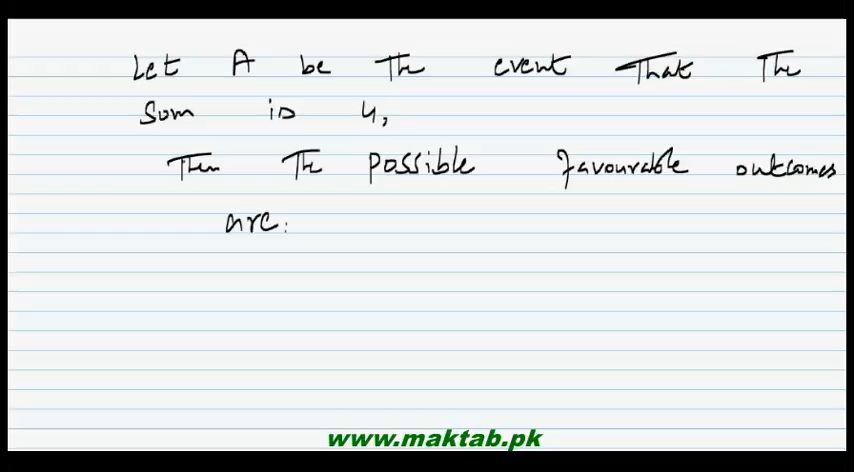 Let A be The event That The
Sum is 4,
Then The possible favourable outcomes
are:
www.maktab.pk